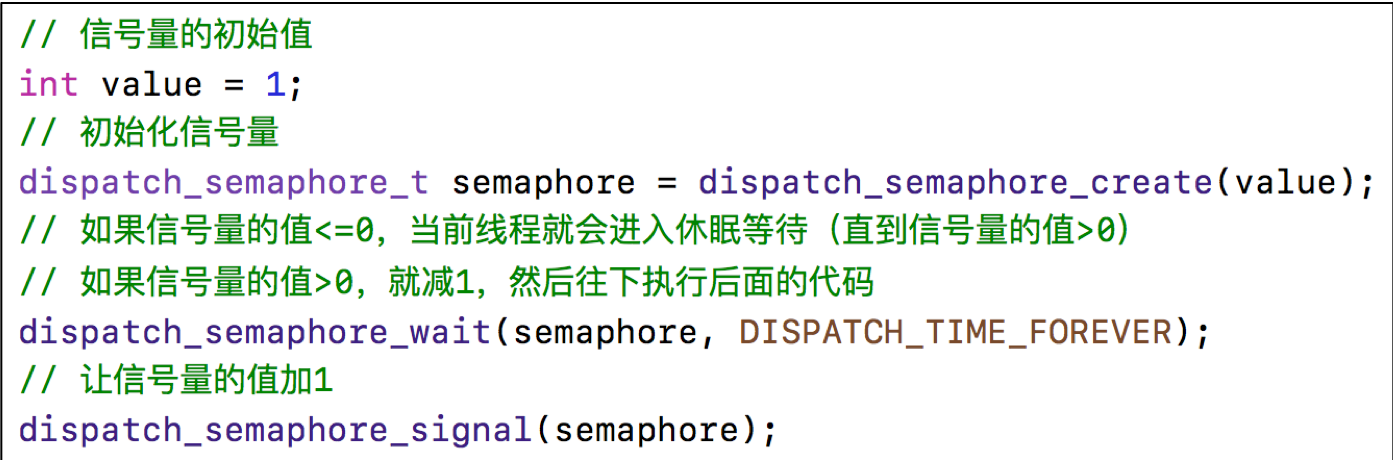 // 信号量的初始值
int value = 1;
// 初始化信号量
dispatch_semaphore_t semaphore = dispatch_semaphore_create(value);
// 如果信号量的值<=0，当前线程就会进入休眠等待（直到信号量的值>0）
// 如果信号量的值>0，就减1，然后往下执行后面的代码
dispatch_semaphore_wait(semaphore, DISPATCH_TIME_FOREVER);
// 让信号量的值加1
dispatch_semaphore_signal(semaphore);